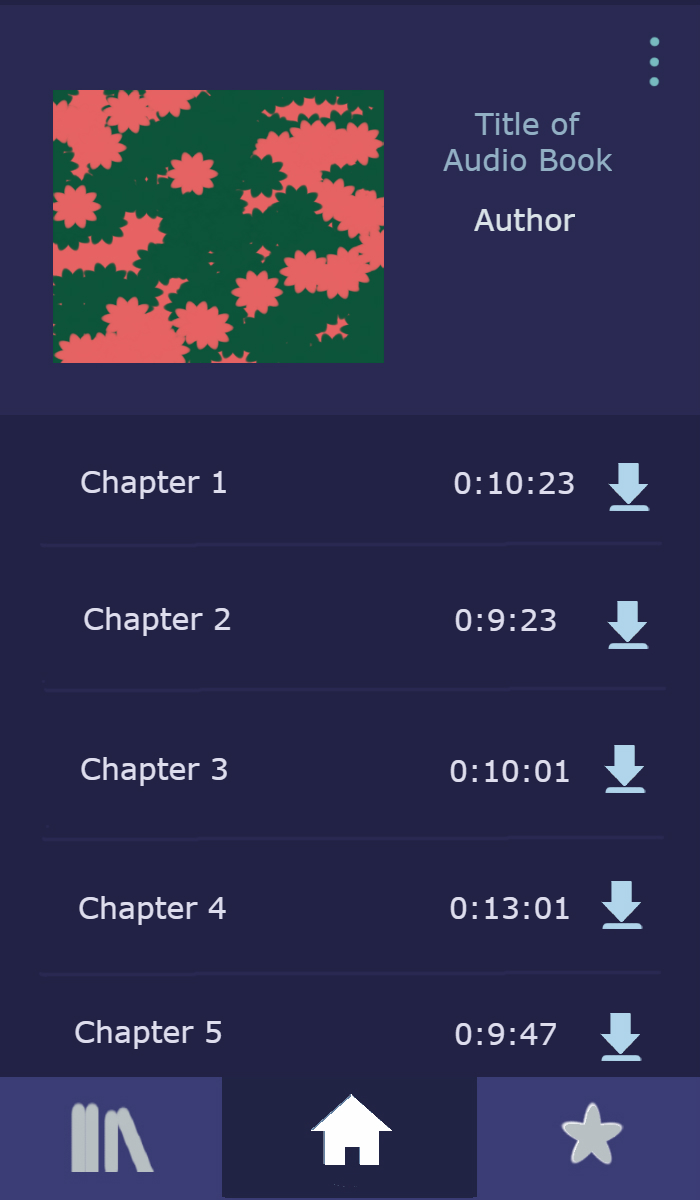 Title of
Audio Book
Author
Chapter 1 0:10:23
Chapter 2 0:9:23
Chapter 3 0:10:01
Chapter 4 0:13:01
Chapter 5 0:9:47